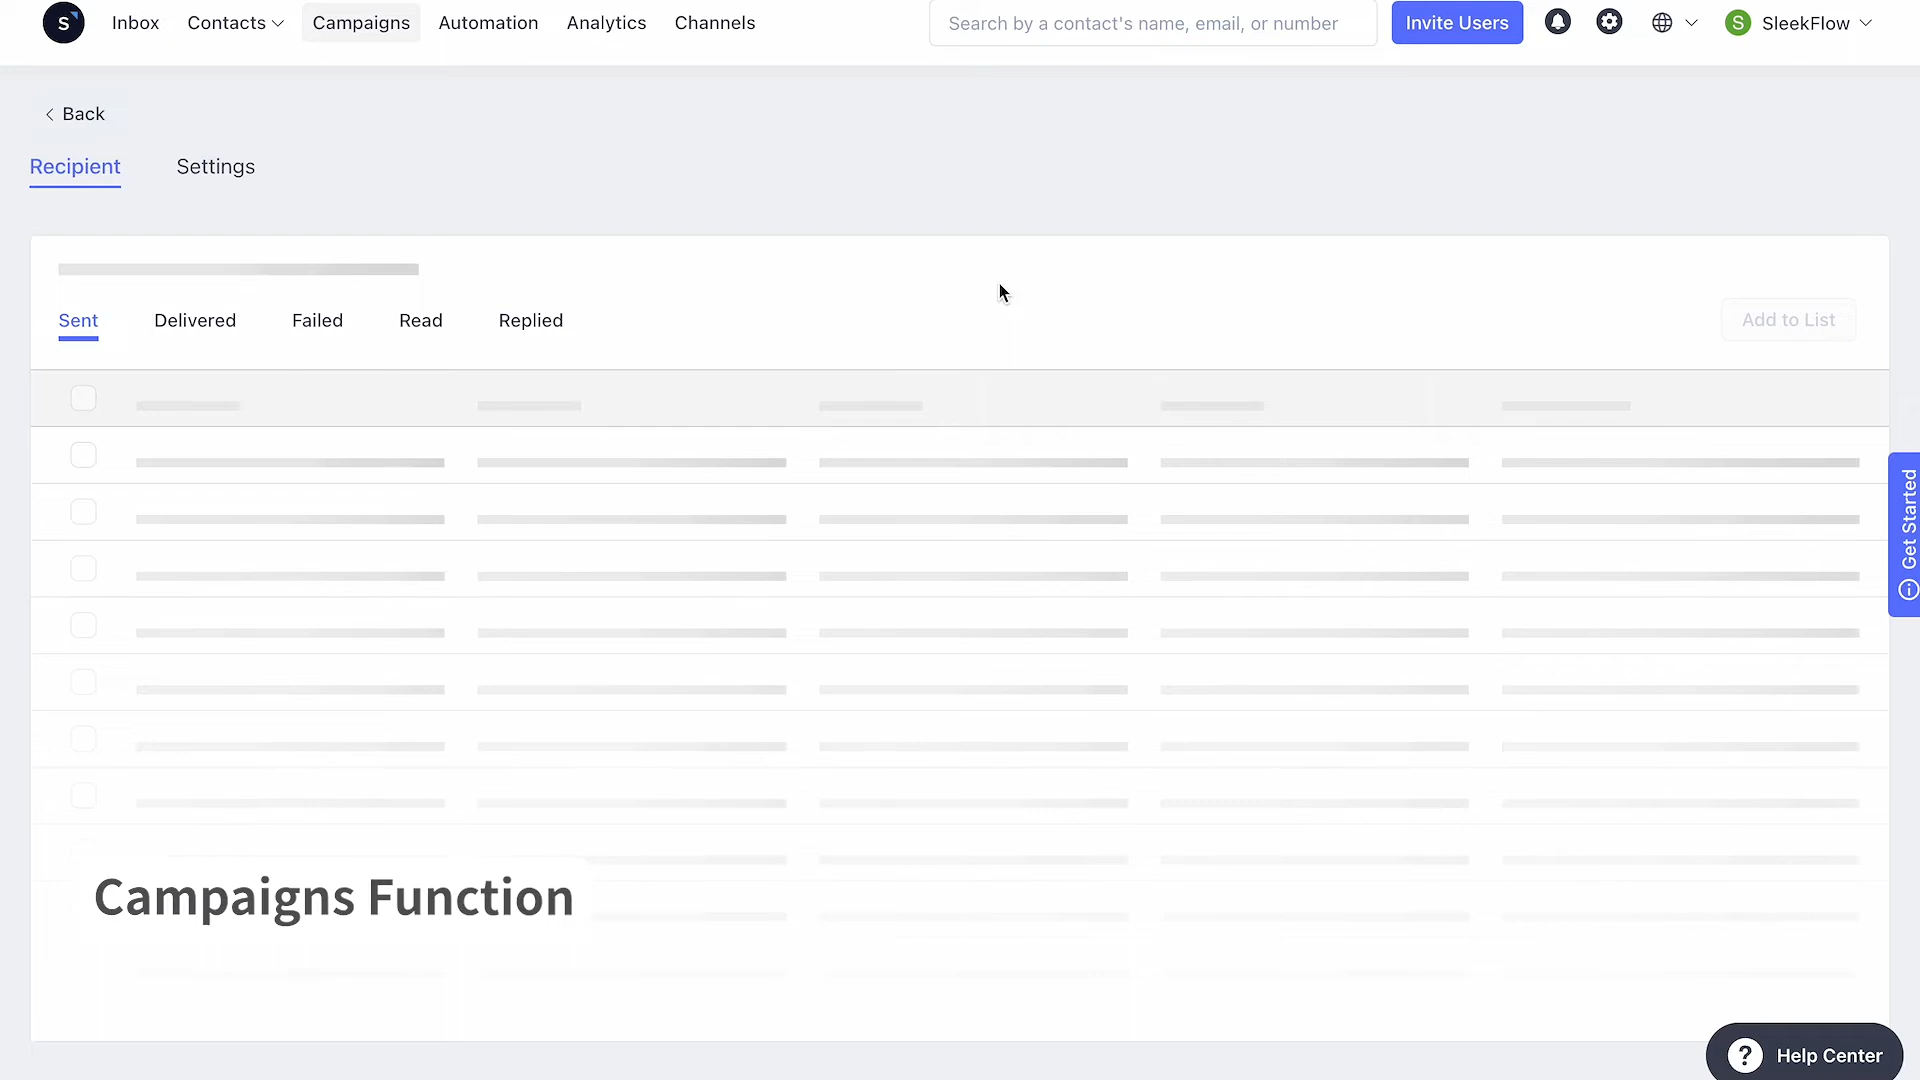 S Inbox Contacts Campaigns Automation Analytics Channels Search by a contact's name, email, or number Invite Users S SleekFlow
Back
Recipient Settings
Sent Delivered Failed Read Replied Add to List
Get Started
Campaigns Function
? Help Center